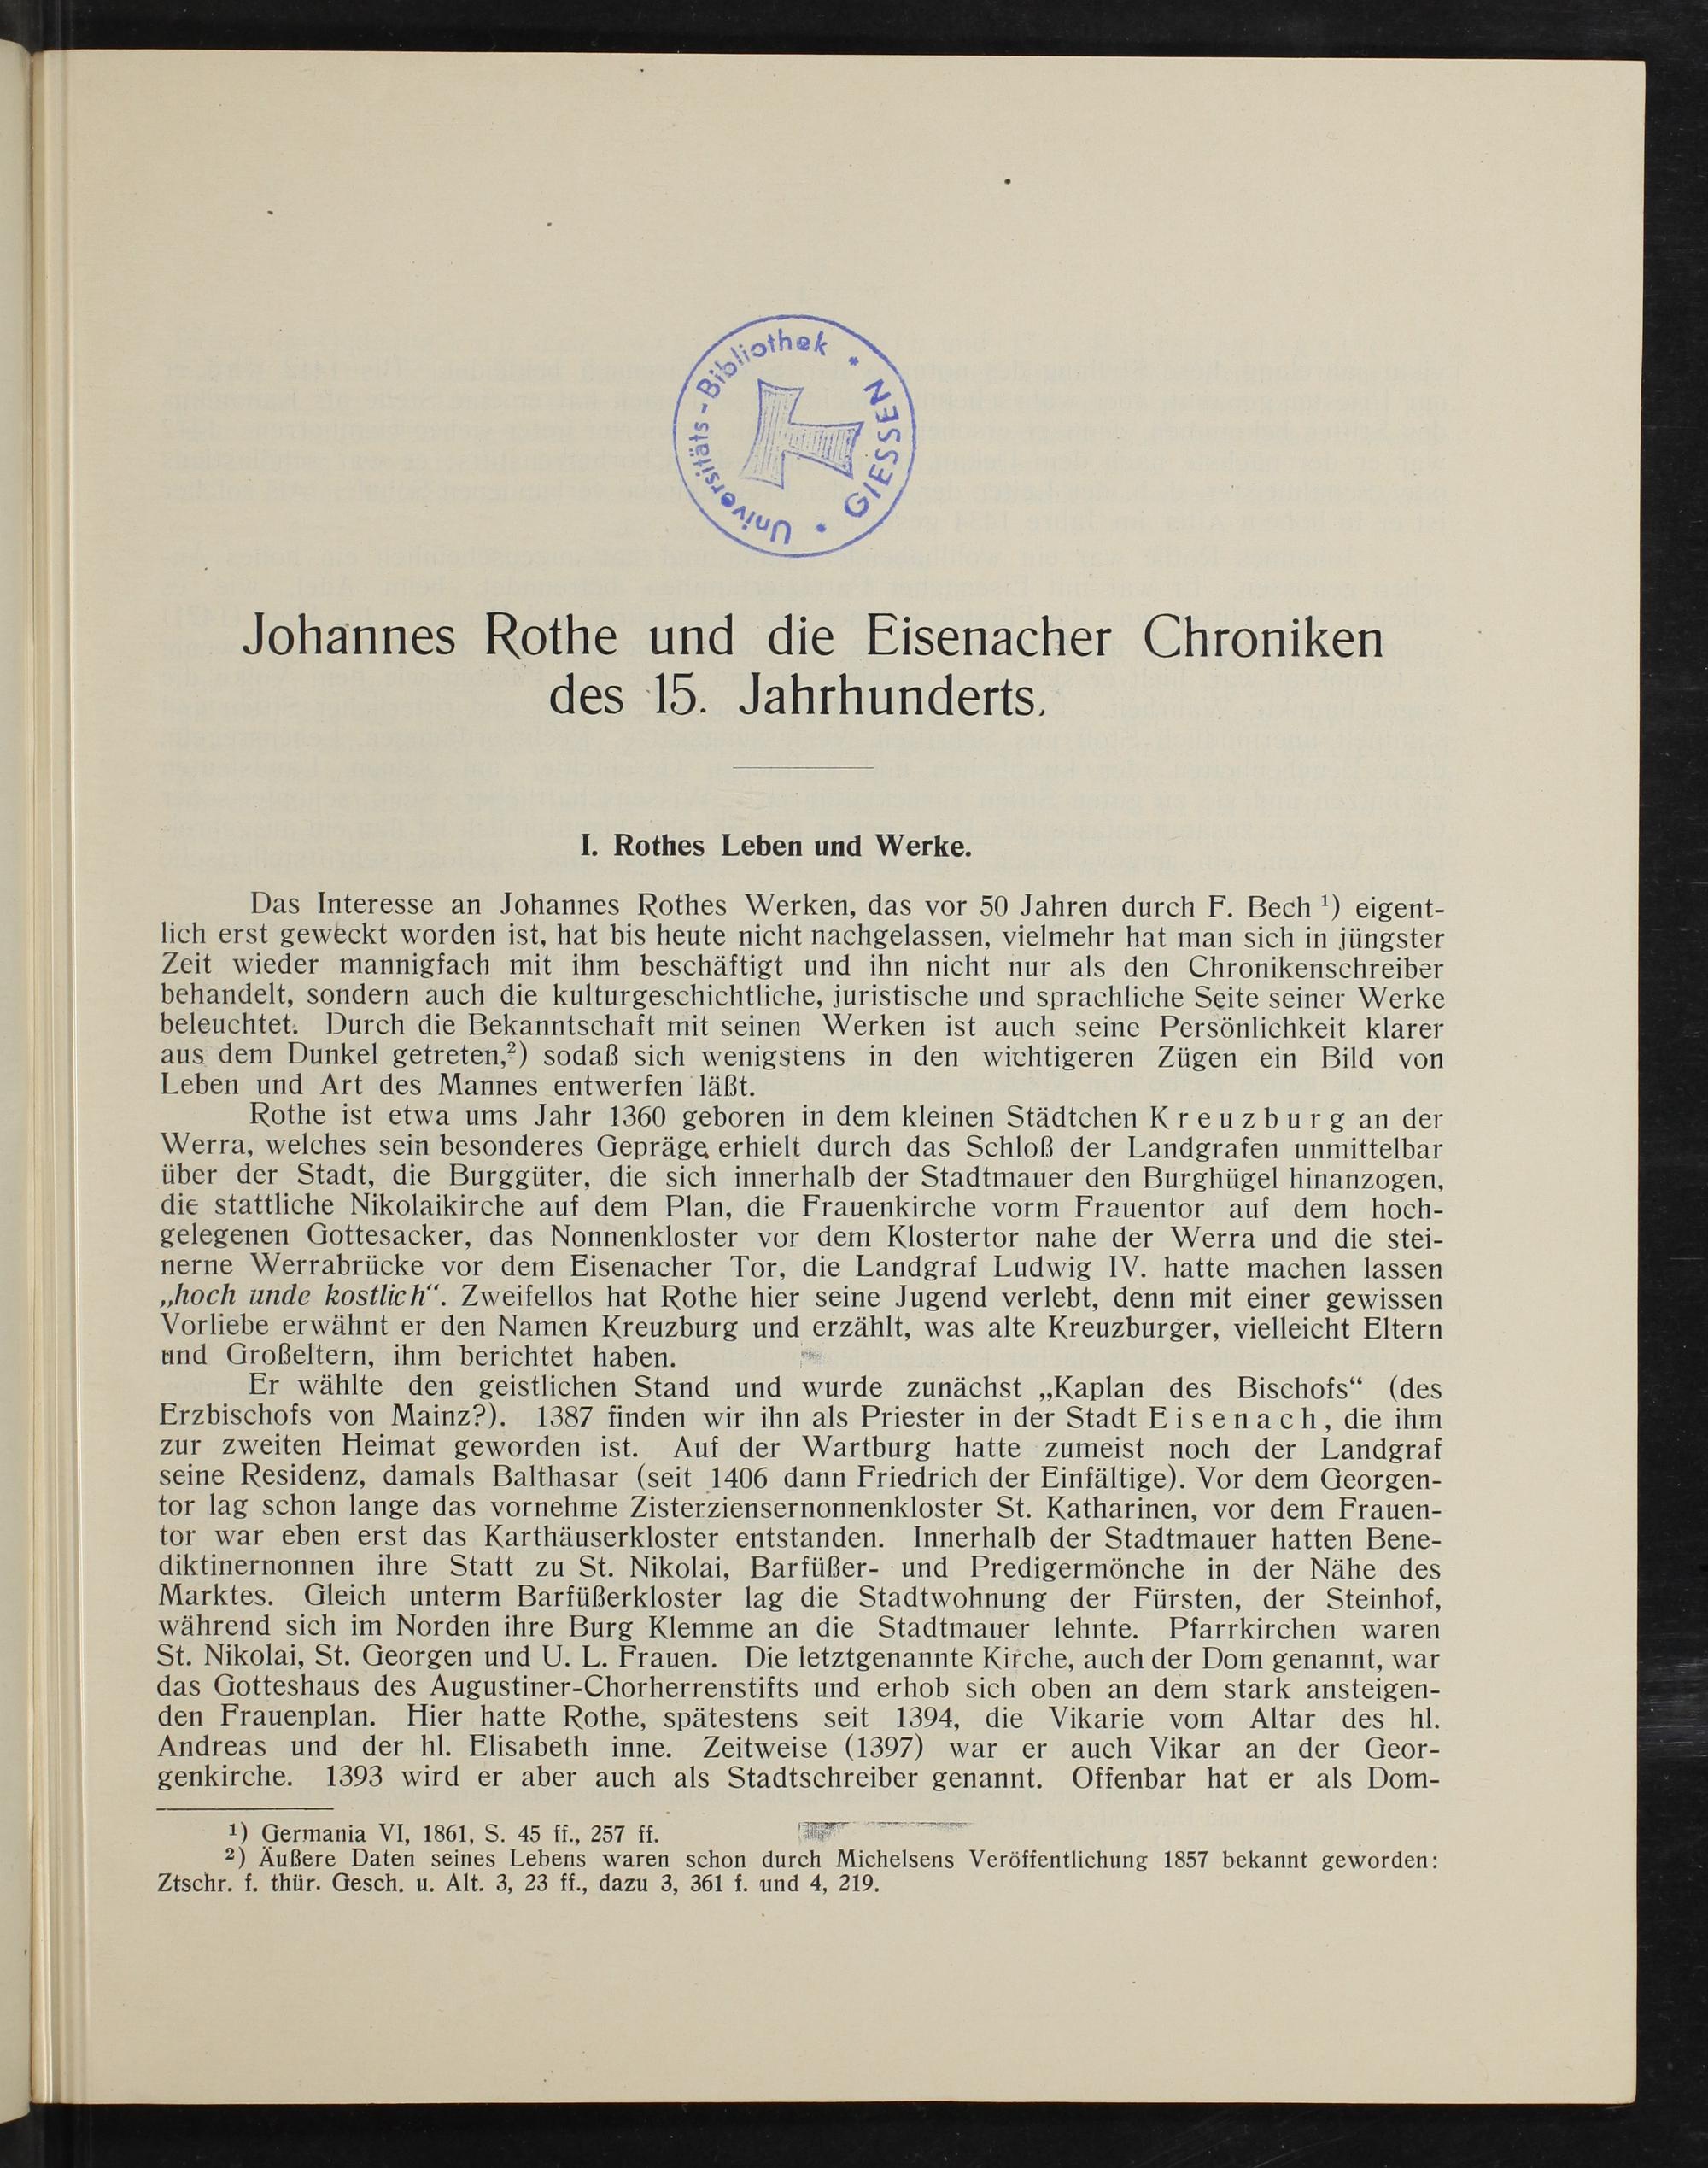 Universitäts-Bibliothek * GIESSEN *
Johannes Rothe und die Eisenacher Chroniken
des 15. Jahrhunderts.
I. Rothes Leben und Werke.
Das Interesse an Johannes Rothes Werken, das vor 50 Jahren durch F. Bech ¹) eigent-
lich erst geweckt worden ist, hat bis heute nicht nachgelassen, vielmehr hat man sich in jüngster
Zeit wieder mannigfach mit ihm beschäftigt und ihn nicht nur als den Chronikenschreiber
behandelt, sondern auch die kulturgeschichtliche, juristische und sprachliche Seite seiner Werke
beleuchtet. Durch die Bekanntschaft mit seinen Werken ist auch seine Persönlichkeit klarer
aus dem Dunkel getreten,²) sodaß sich wenigstens in den wichtigeren Zügen ein Bild von
Leben und Art des Mannes entwerfen läßt.
Rothe ist etwa ums Jahr 1360 geboren in dem kleinen Städtchen Kreuzburg an der
Werra, welches sein besonderes Gepräge erhielt durch das Schloß der Landgrafen unmittelbar
über der Stadt, die Burggüter, die sich innerhalb der Stadtmauer den Burghügel hinanzogen,
die stattliche Nikolaikirche auf dem Plan, die Frauenkirche vorm Frauentor auf dem hoch-
gelegenen Gottesacker, das Nonnenkloster vor dem Klostertor nahe der Werra und die stei-
nerne Werrabrücke vor dem Eisenacher Tor, die Landgraf Ludwig IV. hatte machen lassen
„hoch unde kostlich“. Zweifellos hat Rothe hier seine Jugend verlebt, denn mit einer gewissen
Vorliebe erwähnt er den Namen Kreuzburg und erzählt, was alte Kreuzburger, vielleicht Eltern
und Großeltern, ihm berichtet haben.
Er wählte den geistlichen Stand und wurde zunächst „Kaplan des Bischofs“ (des
Erzbischofs von Mainz?). 1387 finden wir ihn als Priester in der Stadt Eisenach, die ihm
zur zweiten Heimat geworden ist. Auf der Wartburg hatte zumeist noch der Landgraf
seine Residenz, damals Balthasar (seit 1406 dann Friedrich der Einfältige). Vor dem Georgen-
tor lag schon lange das vornehme Zisterziensernonnenkloster St. Katharinen, vor dem Frauen-
tor war eben erst das Karthäuserkloster entstanden. Innerhalb der Stadtmauer hatten Bene-
diktinernonnen ihre Statt zu St. Nikolai, Barfüßer- und Predigermönche in der Nähe des
Marktes. Gleich unterm Barfüßerkloster lag die Stadtwohnung der Fürsten, der Steinhof,
während sich im Norden ihre Burg Klemme an die Stadtmauer lehnte. Pfarrkirchen waren
St. Nikolai, St. Georgen und U. L. Frauen. Die letztgenannte Kirche, auch der Dom genannt, war
das Gotteshaus des Augustiner-Chorherrenstifts und erhob sich oben an dem stark ansteigen-
den Frauenplan. Hier hatte Rothe, spätestens seit 1394, die Vikarie vom Altar des hl.
Andreas und der hl. Elisabeth inne. Zeitweise (1397) war er auch Vikar an der Geor-
genkirche. 1393 wird er aber auch als Stadtschreiber genannt. Offenbar hat er als Dom-
¹) Germania VI, 1861, S. 45 ff., 257 ff.
²) Äußere Daten seines Lebens waren schon durch Michelsens Veröffentlichung 1857 bekannt geworden:
Ztschr. f. thür. Gesch. u. Alt. 3, 23 ff., dazu 3, 361 f. und 4, 219.